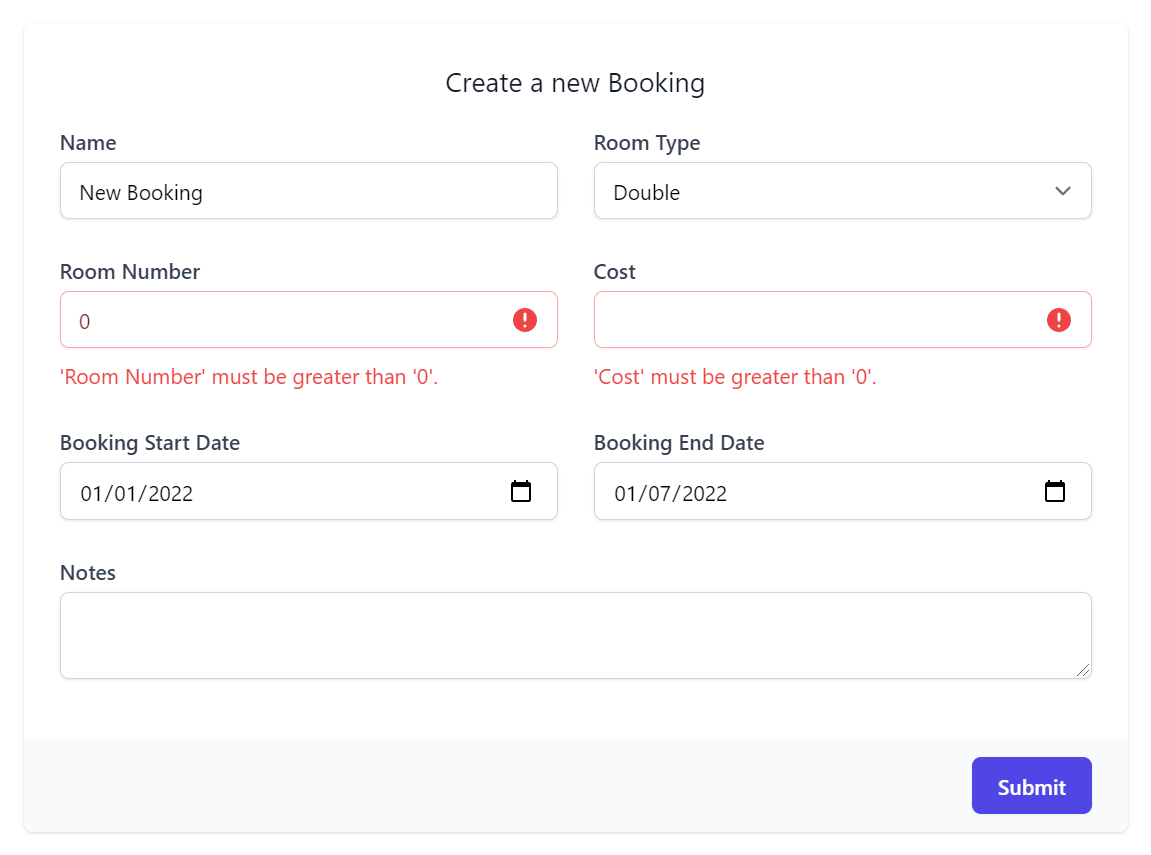 Create a new Booking
Name
Room Type
New Booking
Double
Room Number
Cost
0
'Room Number' must be greater than '0'.
'Cost' must be greater than '0'.
Booking Start Date
Booking End Date
01/01/2022
01/07/2022
Notes
Submit